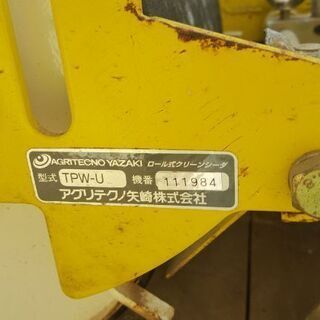 AGRITECNO YAZAKI ロール式クリーンシーダ
型式 TPW-U 機番 111984
アグリテクノ矢崎株式会社